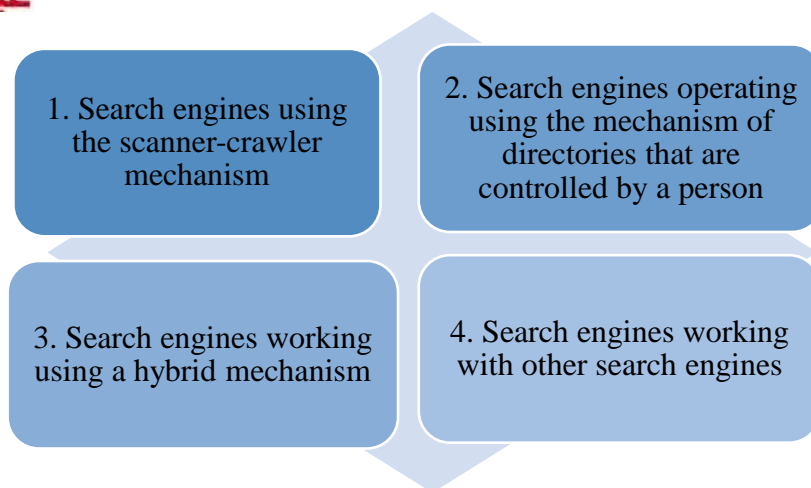 1. Search engines using
the scanner-crawler
mechanism
2. Search engines operating
using the mechanism of
directories that are
controlled by a person
3. Search engines working
using a hybrid mechanism
4. Search engines working
with other search engines